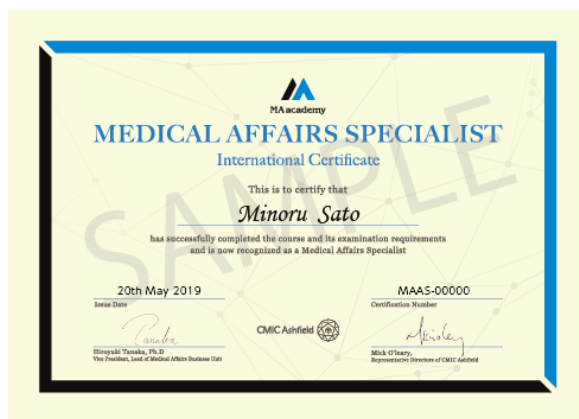 MA academy
MEDICAL AFFAIRS SPECIALIST
International Certificate
This is to certify that
Minoru Sato
has successfully completed the course and its examination requirements
and is now recognized as a Medical Affairs Specialist
SAMPLE
20th May 2019
Issue Date
MAAS-00000
Certification Number
Tanaka
CMIC Ashfield
Hiroyuki Tanaka, Ph.D
Vice President, Lead of Medical Affairs Business Unit
Mick O'leary,
Representative Directore of CMIC Ashfield